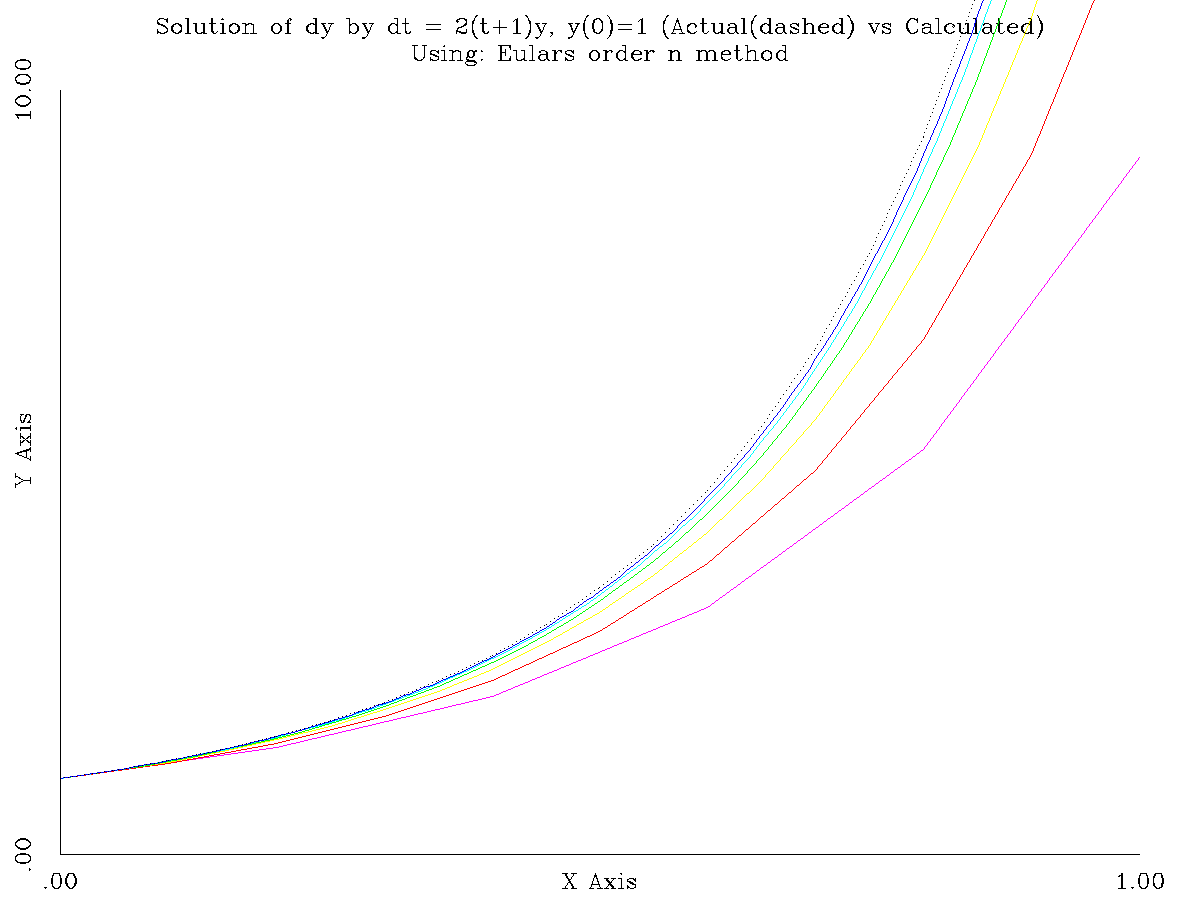 Solution of dy by dt = 2(t+1)y, y(0)=1 (Actual(dashed) vs Calculated)
Using: Eulars order n method
10.00
Y Axis
.00
.00
X Axis
1.00